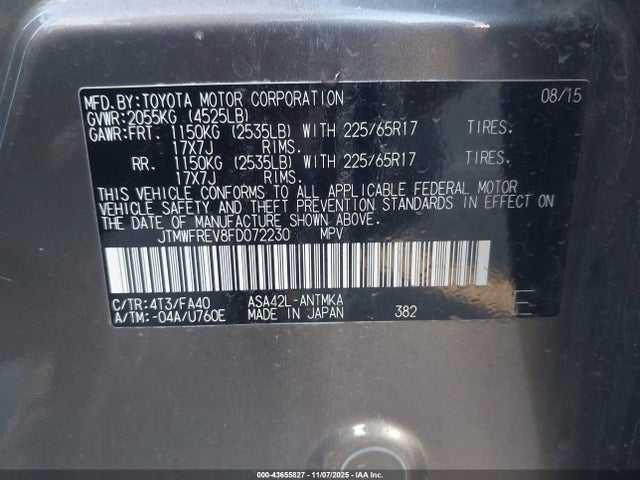 MFD.BY:TOYOTA MOTOR CORPORATION 08/15
GVWR:2055KG (4525LB)
GAWR:FRT. 1150KG (2535LB) WITH 225/65R17 TIRES.
17X7J RIMS.
RR. 1150KG (2535LB) WITH 225/65R17 TIRES.
17X7J RIMS.
THIS VEHICLE CONFORMS TO ALL APPLICABLE FEDERAL MOTOR
VEHICLE SAFETY AND THEFT PREVENTION STANDARDS IN EFFECT ON
THE DATE OF MANUFACTURE SHOWN ABOVE.
JTMWFREV8FD072230 MPV
C/TR:4T3/FA40 ASA42L-ANTMKA E
A/TM:-04A/U760E MADE IN JAPAN 382
000-43655827 - 11/07/2025 - IAA Inc.